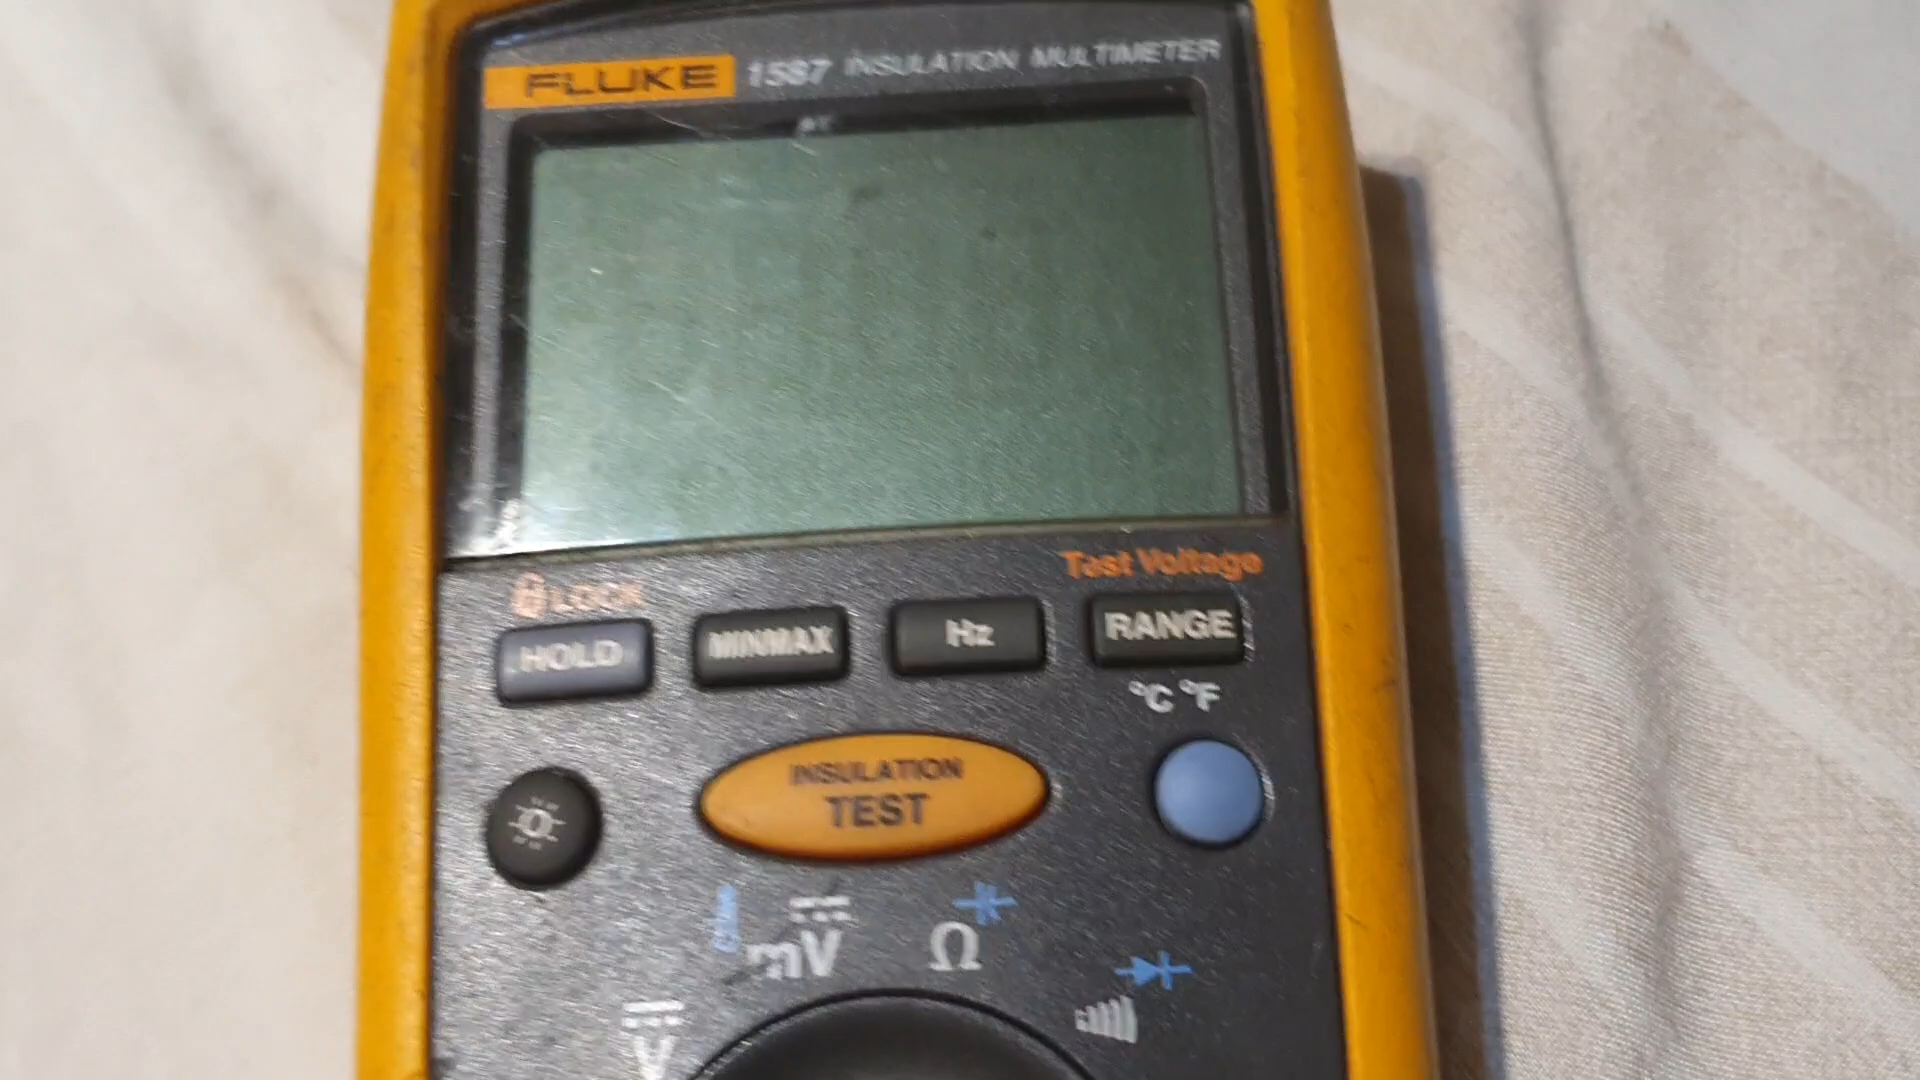 FLUKE 1587 INSULATION MULTIMETER
Test Voltage
LOCK
HOLD MINMAX Hz RANGE
°C °F
INSULATION
TEST
mV Ω
V